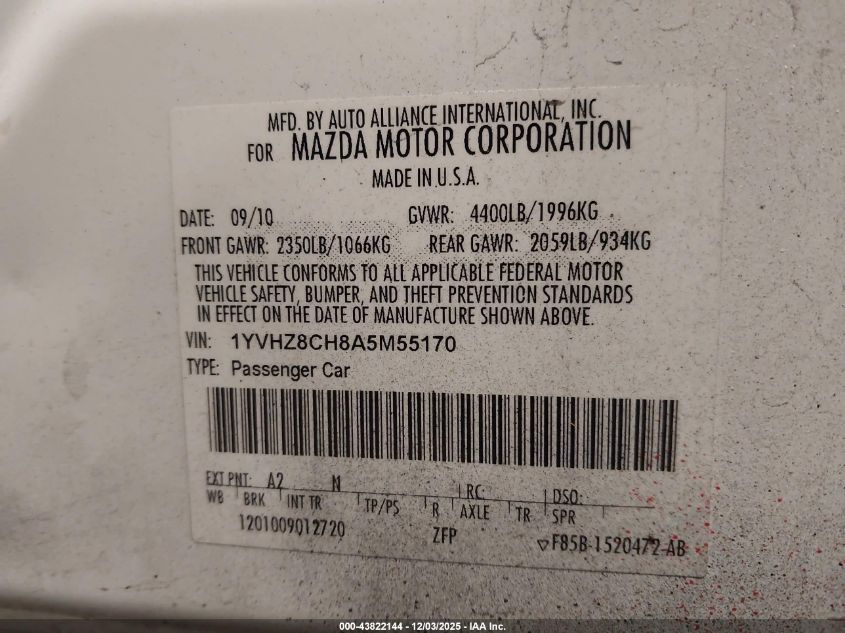 MFD. BY AUTO ALLIANCE INTERNATIONAL, INC.
FOR MAZDA MOTOR CORPORATION
MADE IN U.S.A.
DATE: 09/10 GVWR: 4400LB/1996KG
FRONT GAWR: 2350LB/1066KG REAR GAWR: 2059LB/934KG
THIS VEHICLE CONFORMS TO ALL APPLICABLE FEDERAL MOTOR
VEHICLE SAFETY, BUMPER, AND THEFT PREVENTION STANDARDS
IN EFFECT ON THE DATE OF MANUFACTURE SHOWN ABOVE.
VIN: 1YVHZ8CH8A5M55170
TYPE: Passenger Car
EXT PNT: A2 N RC: DSO:
WB BRK INT TR TP/PS R AXLE TR SPR
1201009012720 ZFP ▽F85B-1520472-AB
000-43822144 - 12/03/2025 - IAA Inc.